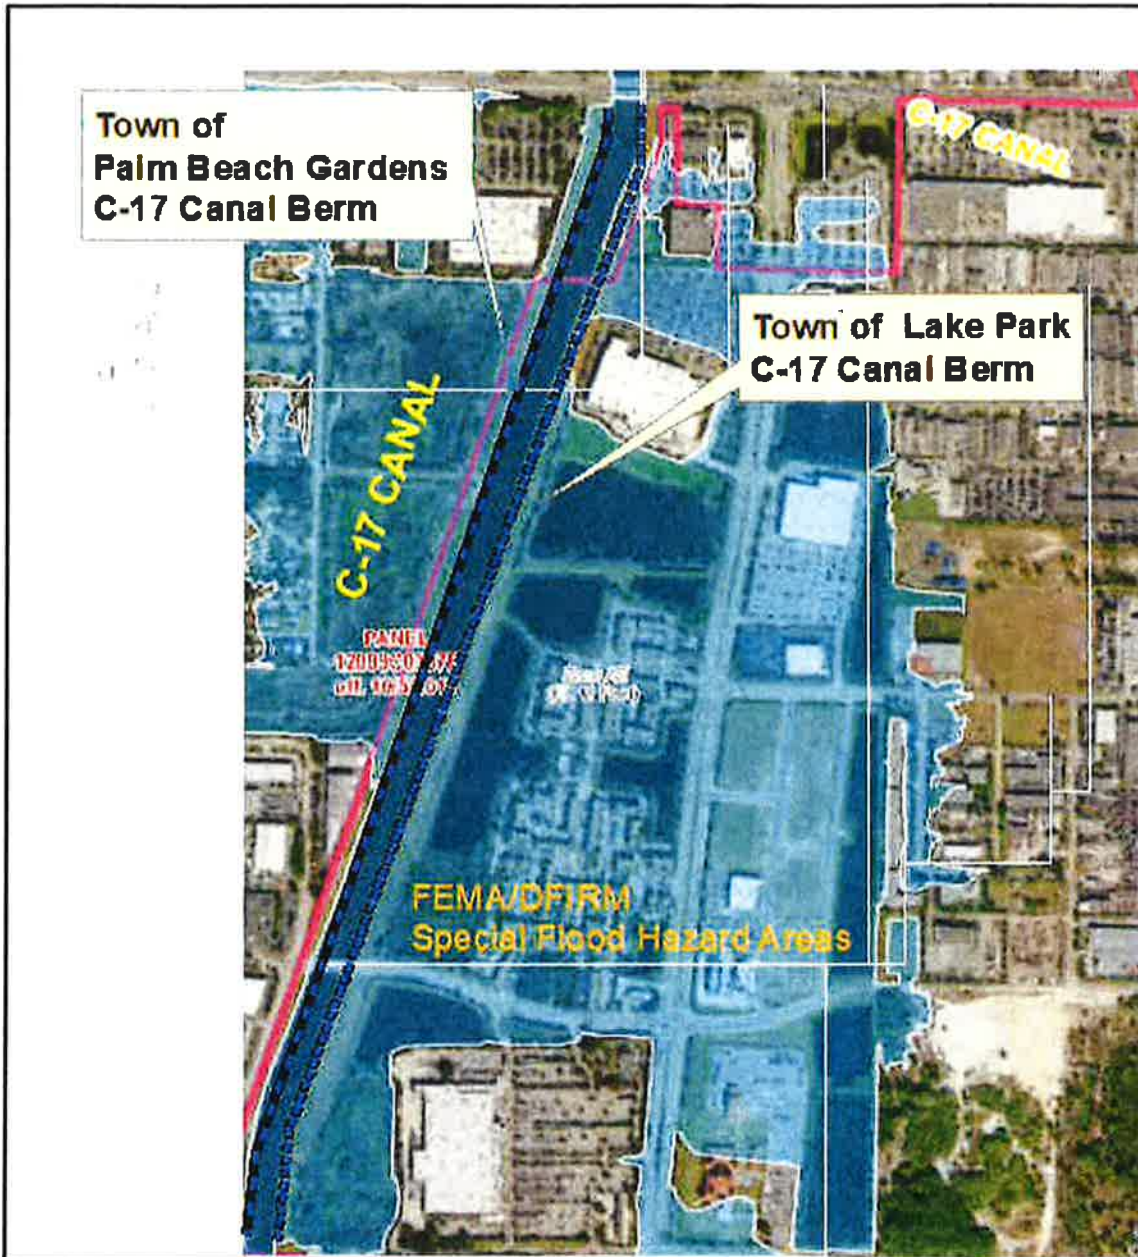 Town of
Palm Beach Gardens
C-17 Canal Berm
C-17 CANAL
Town of Lake Park
C-17 Canal Berm
C-17 CANAL
PANEL
FEMA/DFIRM
Special Flood Hazard Areas